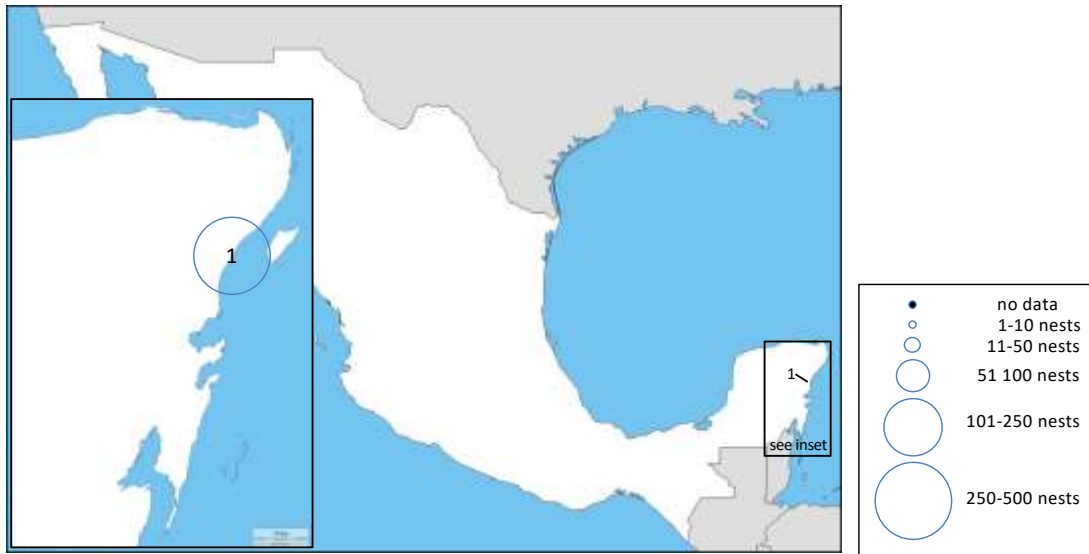 1
1
see inset
no data
1-10 nests
11-50 nests
51 100 nests
101-250 nests
250-500 nests